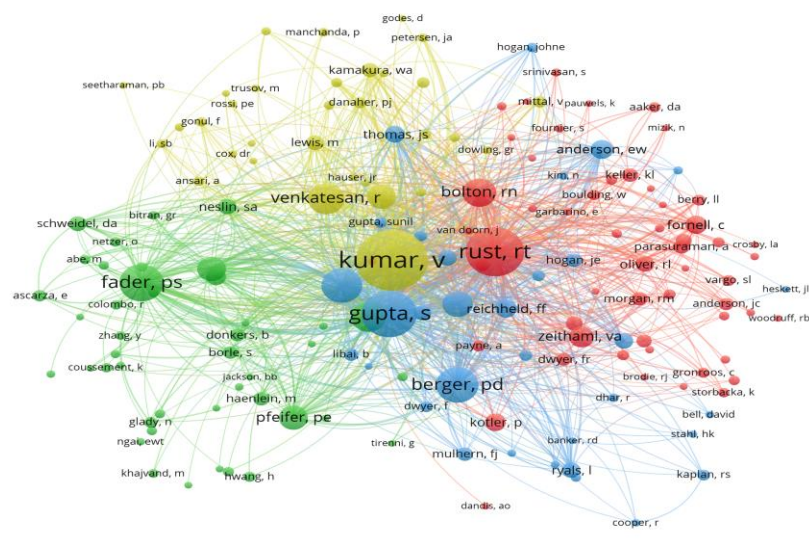 godes, d
manchanda, p
petersen, ja
hogan, johne
kamakura, wa
srinivasan, s
seetharaman, pb
trusov, m
rossi, pe
danaher, pj
mittal, v
pauwels, k
aaker, da
gonul, f
thomas, js
fournier, s
mizik, n
li, sb
lewis, m
cox, dr
dowling, gr
anderson, ew
hauser, jr
kim, n
keller, kl
ansari, a
venkatesan, r
bolton, rn
boulding, w
berry, ll
neslin, sa
garbarino, e
schweidel, da
bitran, gr
gupta, sunil
van doorn, j
fornell, c
netzer, o
parasuraman, a
crosby, la
abe, m
kumar, v
rust, rt
hogan, je
oliver, rl
fader, ps
vargo, sl
heskett, jl
ascarza, e
colombo, r
reichheld, ff
morgan, rm
anderson, jc
gupta, s
woodruff, rb
zhang, y
donkers, b
zeithaml, va
coussement, k
borle, s
libai, b
payne, a
dwyer, fr
jackson, bb
berger, pd
brodie, rj
gronroos, c
haenlein, m
dhar, r
storbacka, k
glady, n
pfeifer, pe
dwyer, f
kotler, p
bell, david
ngai, ewt
tirenni, g
banker, rd
stahl, hk
khajvand, m
hwang, h
mulhern, fj
ryals, l
kaplan, rs
dandis, ao
cooper, r